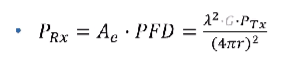 • P_{Rx} = A_e · PFD = \frac{λ^2 · G · P_{Tx}}{(4πr)^2}